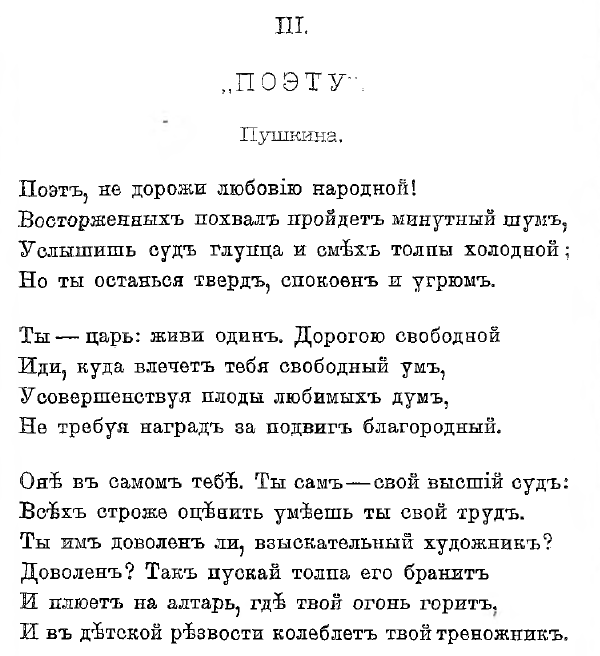 III.
„ПОЭТУ“.
Пушкина.
Поэтъ, не дорожи любовію народной!
Восторженныхъ похвалъ пройдетъ минутный шумъ,
Услышишь судъ глупца и смѣхъ толпы холодной;
Но ты останься твердъ, спокоенъ и угрюмъ.
Ты — царь: живи одинъ. Дорогою свободной
Иди, куда влечетъ тебя свободный умъ,
Усовершенствуя плоды любимыхъ думъ,
Не требуя наградъ за подвигъ благородный.
Онѣ въ самомъ тебѣ. Ты самъ — свой высшій судъ:
Всѣхъ строже оцѣнить умѣешь ты свой трудъ.
Ты имъ доволенъ ли, взыскательный художникъ?
Доволенъ? Такъ пускай толпа его бранитъ
И плюетъ на алтарь, гдѣ твой огонь горитъ,
И въ дѣтской рѣзвости колеблетъ твой треножникъ.